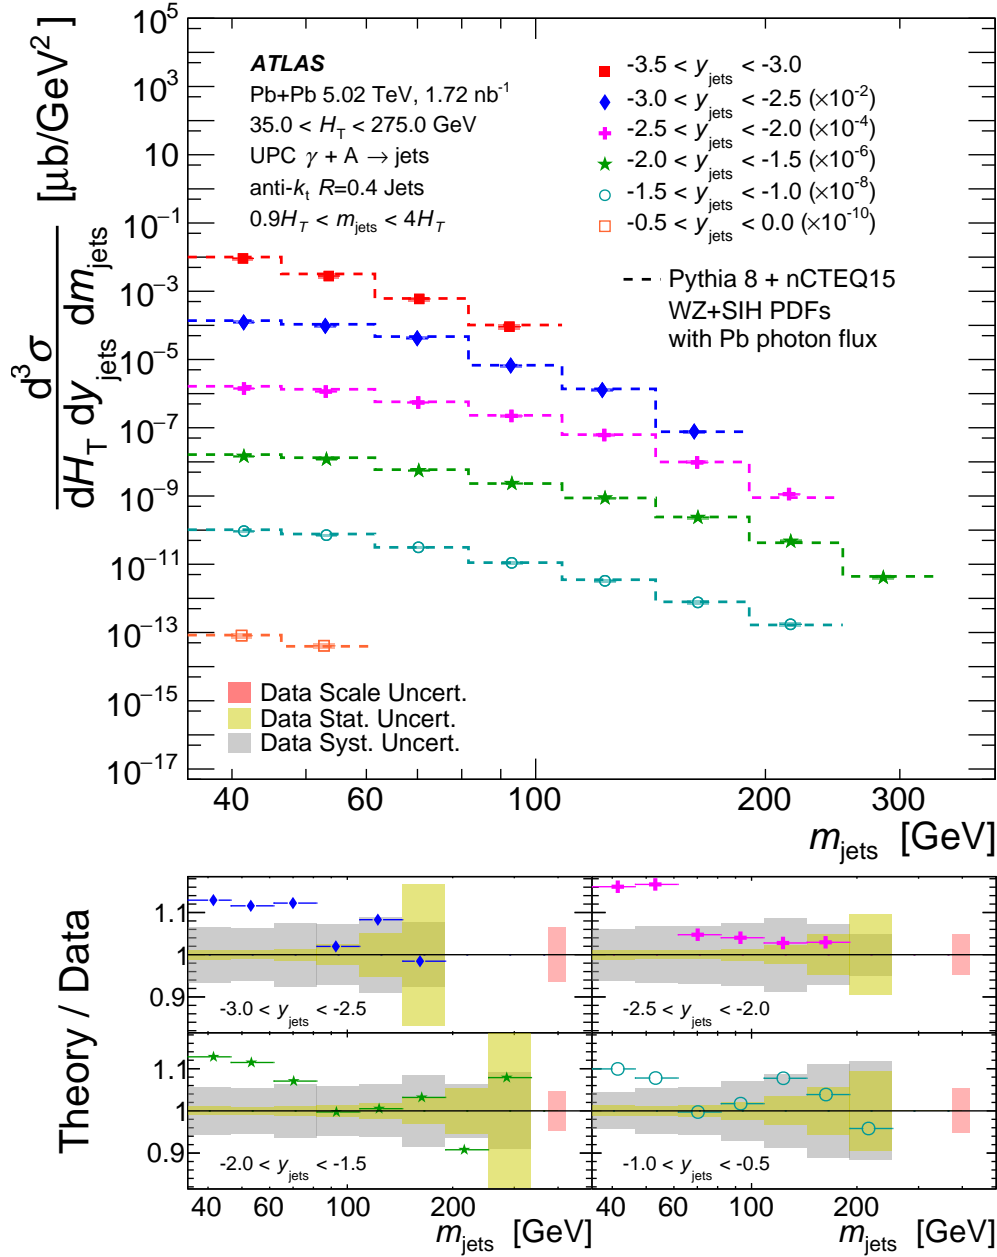 ATLAS
Pb+Pb 5.02 TeV, 1.72 nb⁻¹
35.0 < H_T < 275.0 GeV
UPC γ + A → jets
anti-k_t R=0.4 Jets
0.9H_T < m_jets < 4H_T
-3.5 < y_jets < -3.0
-3.0 < y_jets < -2.5 (×10⁻²)
-2.5 < y_jets < -2.0 (×10⁻⁴)
-2.0 < y_jets < -1.5 (×10⁻⁶)
-1.5 < y_jets < -1.0 (×10⁻⁸)
-0.5 < y_jets < 0.0 (×10⁻¹⁰)
Pythia 8 + nCTEQ15
WZ+SIH PDFs
with Pb photon flux
d³σ
dH_T dy_jets dm_jets [μb/GeV²]
10⁵
10³
10
10⁻¹
10⁻³
10⁻⁵
10⁻⁷
10⁻⁹
10⁻¹¹
10⁻¹³
10⁻¹⁵
10⁻¹⁷
Data Scale Uncert.
Data Stat. Uncert.
Data Syst. Uncert.
40 60 100 200 300
m_jets [GeV]
Theory / Data
1.1
1
0.9
-3.0 < y_jets < -2.5
-2.5 < y_jets < -2.0
1.1
1
0.9
-2.0 < y_jets < -1.5
-1.0 < y_jets < -0.5
40 60 100 200 40 60 100 200
m_jets [GeV] m_jets [GeV]